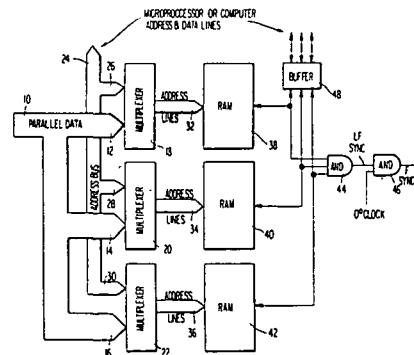 MICROPROCCESSOR OR COMPUTER
ADDRESS & DATA LINES
24
26
10
PARALLEL DATA
12
MULTIPLEXER
18
ADDRESS
LINES
32
RAM
38
BUFFER
48
ADDRESS BUS
28
14
MULTIPLEXER
20
ADDRESS
LINES
34
RAM
40
AND
44
LF
SYNC
AND
46
F
SYNC
0° CLOCK
30
16
MULTIPLEXER
22
ADDRESS
LINES
36
RAM
42